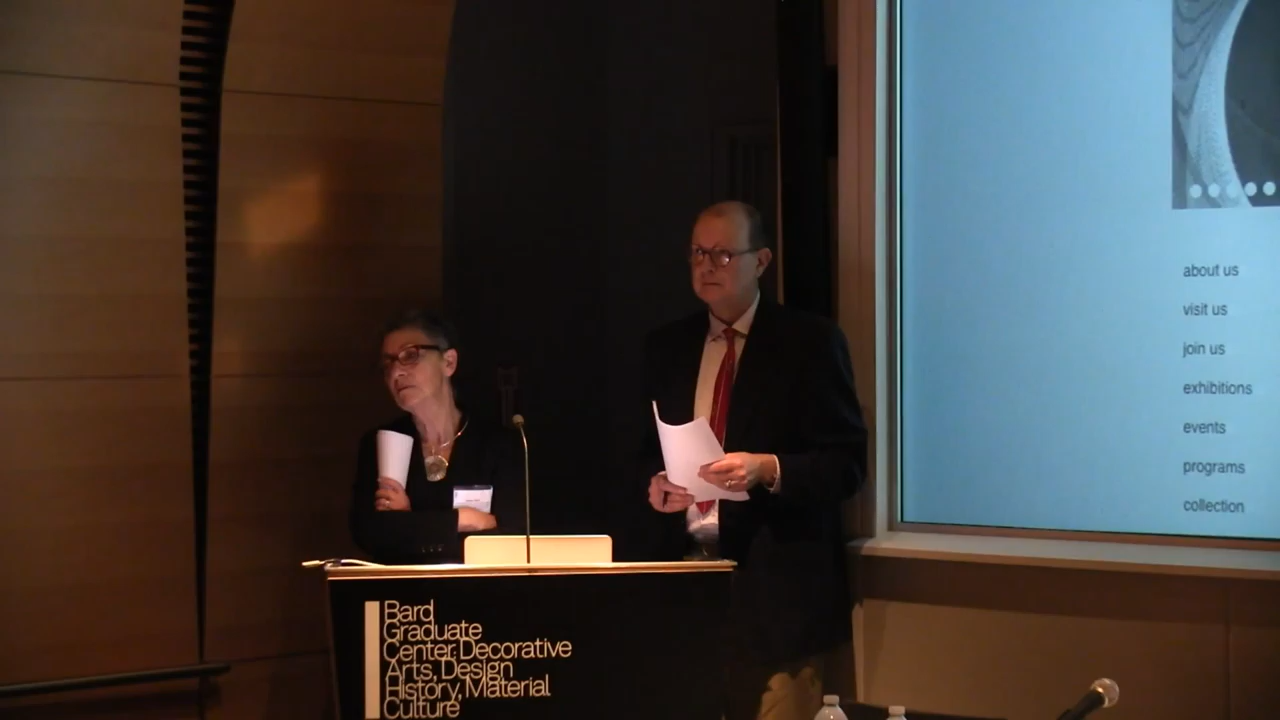 Bard
Graduate
Center: Decorative
Arts, Design
History, Material
Culture
about us
visit us
join us
exhibitions
events
programs
collection